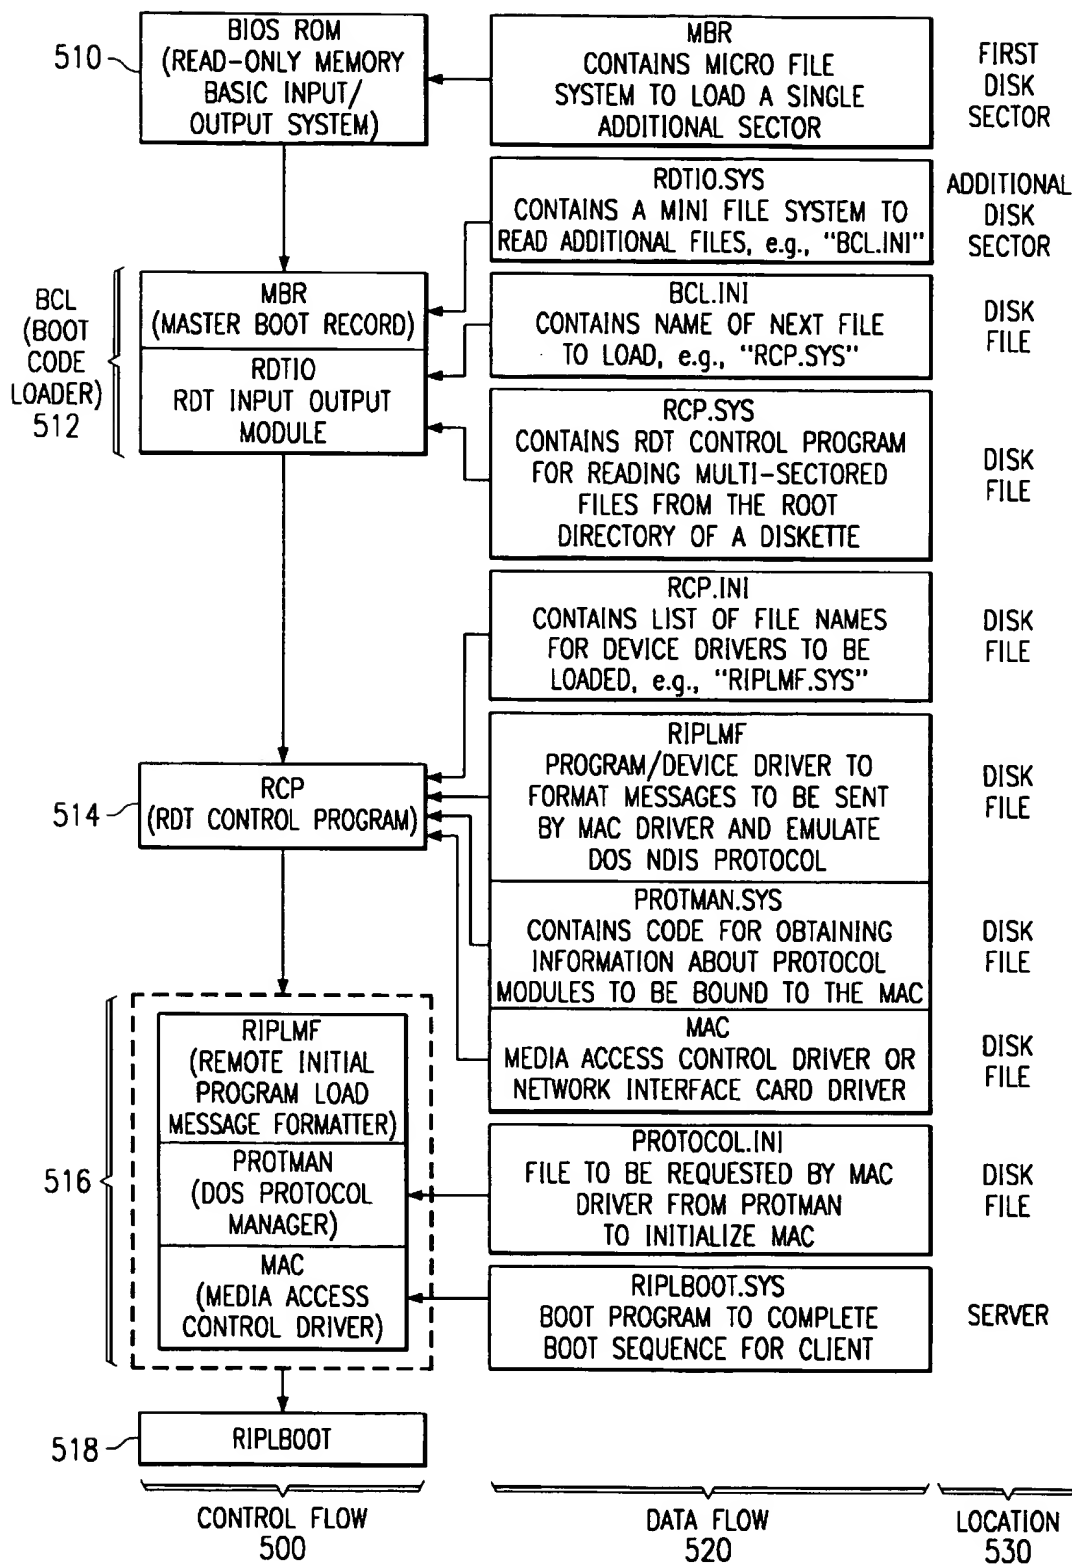 510
BIOS ROM
(READ-ONLY MEMORY
BASIC INPUT/
OUTPUT SYSTEM)
MBR
CONTAINS MICRO FILE
SYSTEM TO LOAD A SINGLE
ADDITIONAL SECTOR
FIRST
DISK
SECTOR
RDTIO.SYS
CONTAINS A MINI FILE SYSTEM TO
READ ADDITIONAL FILES, e.g., "BCL.INI"
ADDITIONAL
DISK
SECTOR
BCL
(BOOT
CODE
LOADER)
512
MBR
(MASTER BOOT RECORD)
RDTIO
RDT INPUT OUTPUT
MODULE
BCL.INI
CONTAINS NAME OF NEXT FILE
TO LOAD, e.g., "RCP.SYS"
DISK
FILE
RCP.SYS
CONTAINS RDT CONTROL PROGRAM
FOR READING MULTI-SECTORED
FILES FROM THE ROOT
DIRECTORY OF A DISKETTE
DISK
FILE
RCP.INI
CONTAINS LIST OF FILE NAMES
FOR DEVICE DRIVERS TO BE
LOADED, e.g., "RIPLMF.SYS"
DISK
FILE
514
RCP
(RDT CONTROL PROGRAM)
RIPLMF
PROGRAM/DEVICE DRIVER TO
FORMAT MESSAGES TO BE SENT
BY MAC DRIVER AND EMULATE
DOS NDIS PROTOCOL
DISK
FILE
PROTMAN.SYS
CONTAINS CODE FOR OBTAINING
INFORMATION ABOUT PROTOCOL
MODULES TO BE BOUND TO THE MAC
DISK
FILE
516
RIPLMF
(REMOTE INITIAL
PROGRAM LOAD
MESSAGE FORMATTER)
PROTMAN
(DOS PROTOCOL
MANAGER)
MAC
(MEDIA ACCESS
CONTROL DRIVER)
MAC
MEDIA ACCESS CONTROL DRIVER OR
NETWORK INTERFACE CARD DRIVER
DISK
FILE
PROTOCOL.INI
FILE TO BE REQUESTED BY MAC
DRIVER FROM PROTMAN
TO INITIALIZE MAC
DISK
FILE
RIPLBOOT.SYS
BOOT PROGRAM TO COMPLETE
BOOT SEQUENCE FOR CLIENT
SERVER
518
RIPLBOOT
CONTROL FLOW
500
DATA FLOW
520
LOCATION
530